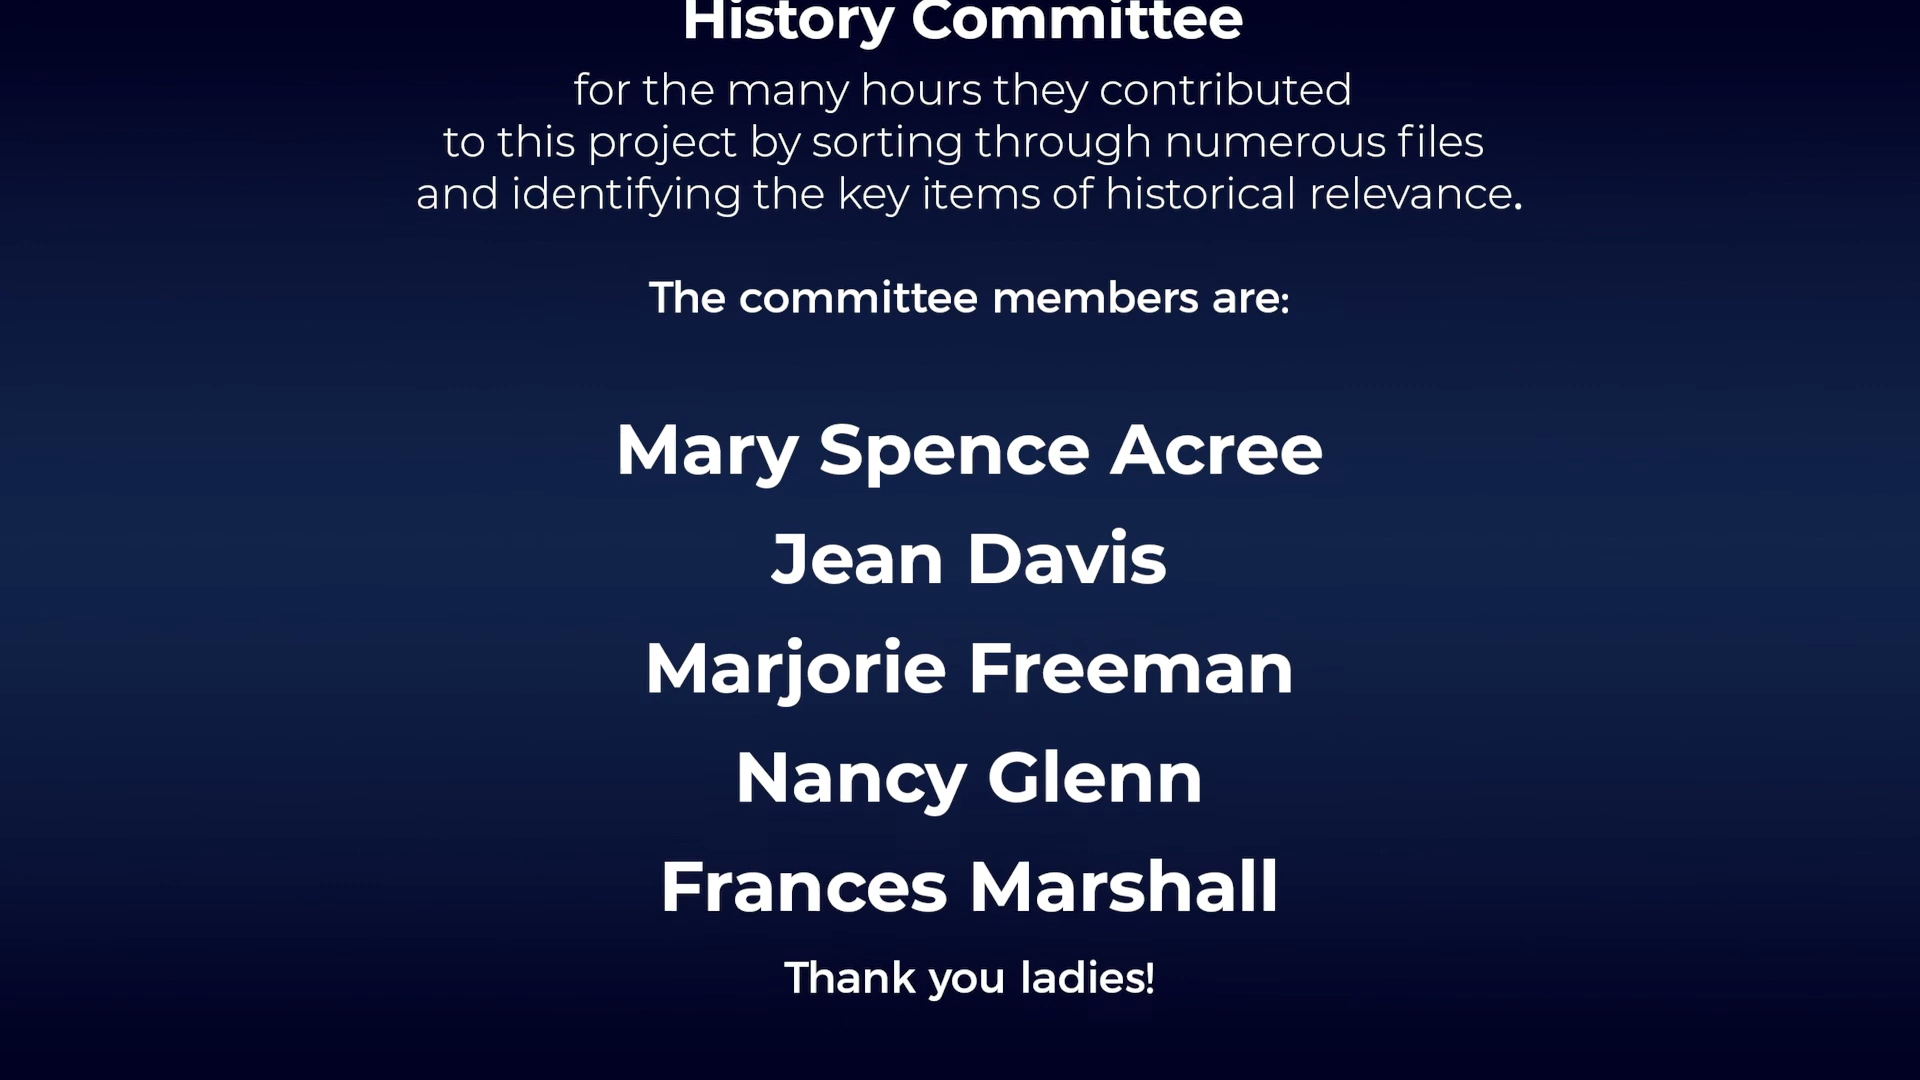 History Committee
for the many hours they contributed
to this project by sorting through numerous files
and identifying the key items of historical relevance.
The committee members are:
Mary Spence Acree
Jean Davis
Marjorie Freeman
Nancy Glenn
Frances Marshall
Thank you ladies!